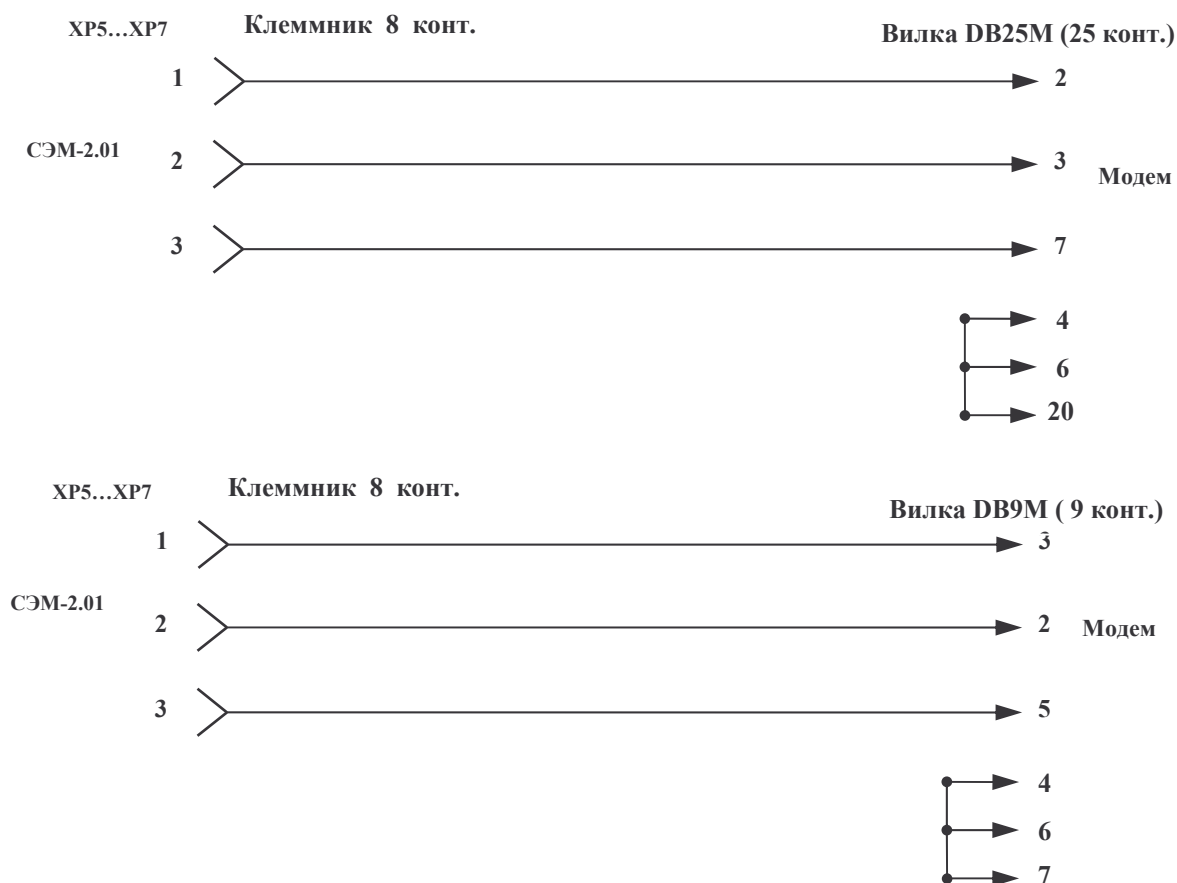 XP5...XP7 Клеммник 8 конт. Вилка DB25M (25 конт.)
1 2
СЭМ-2.01 2 3 Модем
3 7
4
6
20
XP5...XP7 Клеммник 8 конт. Вилка DB9M ( 9 конт.)
1 3
СЭМ-2.01 2 2 Модем
3 5
4
6
7